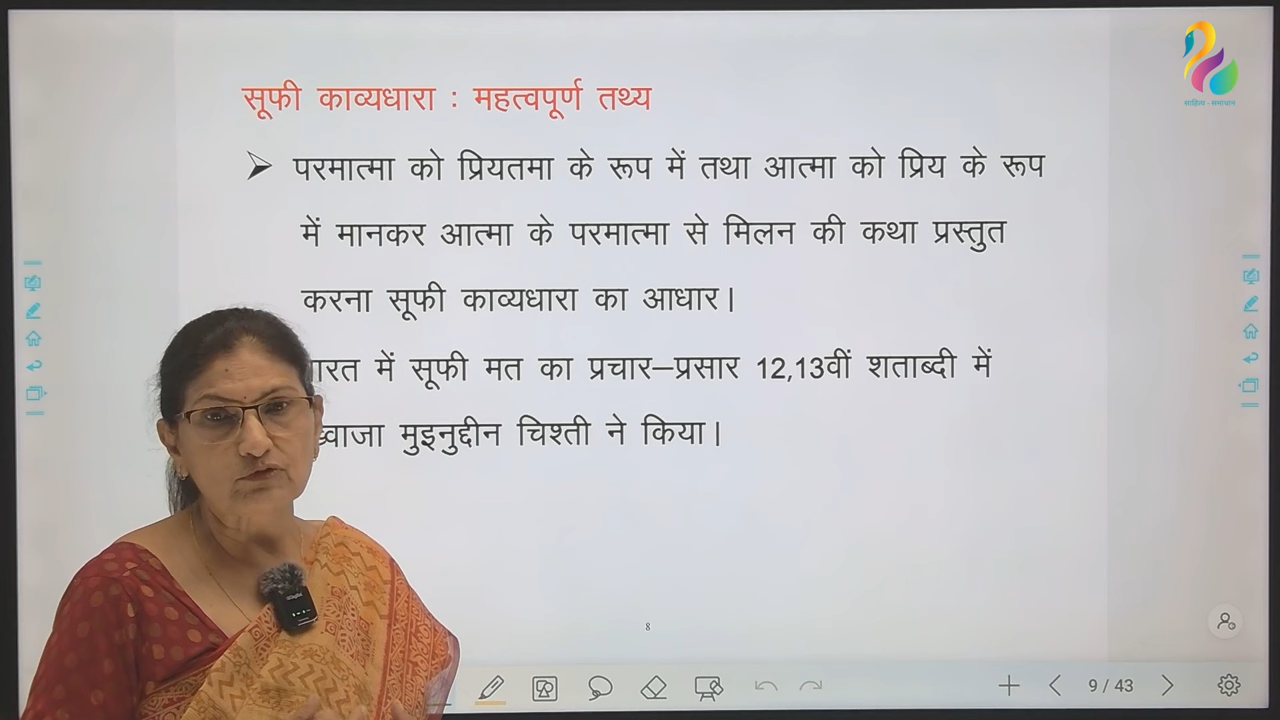 साहित्य - समाधान
सूफी काव्यधारा : महत्वपूर्ण तथ्य
➢ परमात्मा को प्रियतमा के रूप में तथा आत्मा को प्रिय के रूप
में मानकर आत्मा के परमात्मा से मिलन की कथा प्रस्तुत
करना सूफी काव्यधारा का आधार।
में सूफी मत का प्रचार–प्रसार 12,13वीं शताब्दी में
मुइनुद्दीन चिश्ती ने किया।
8
9 / 43